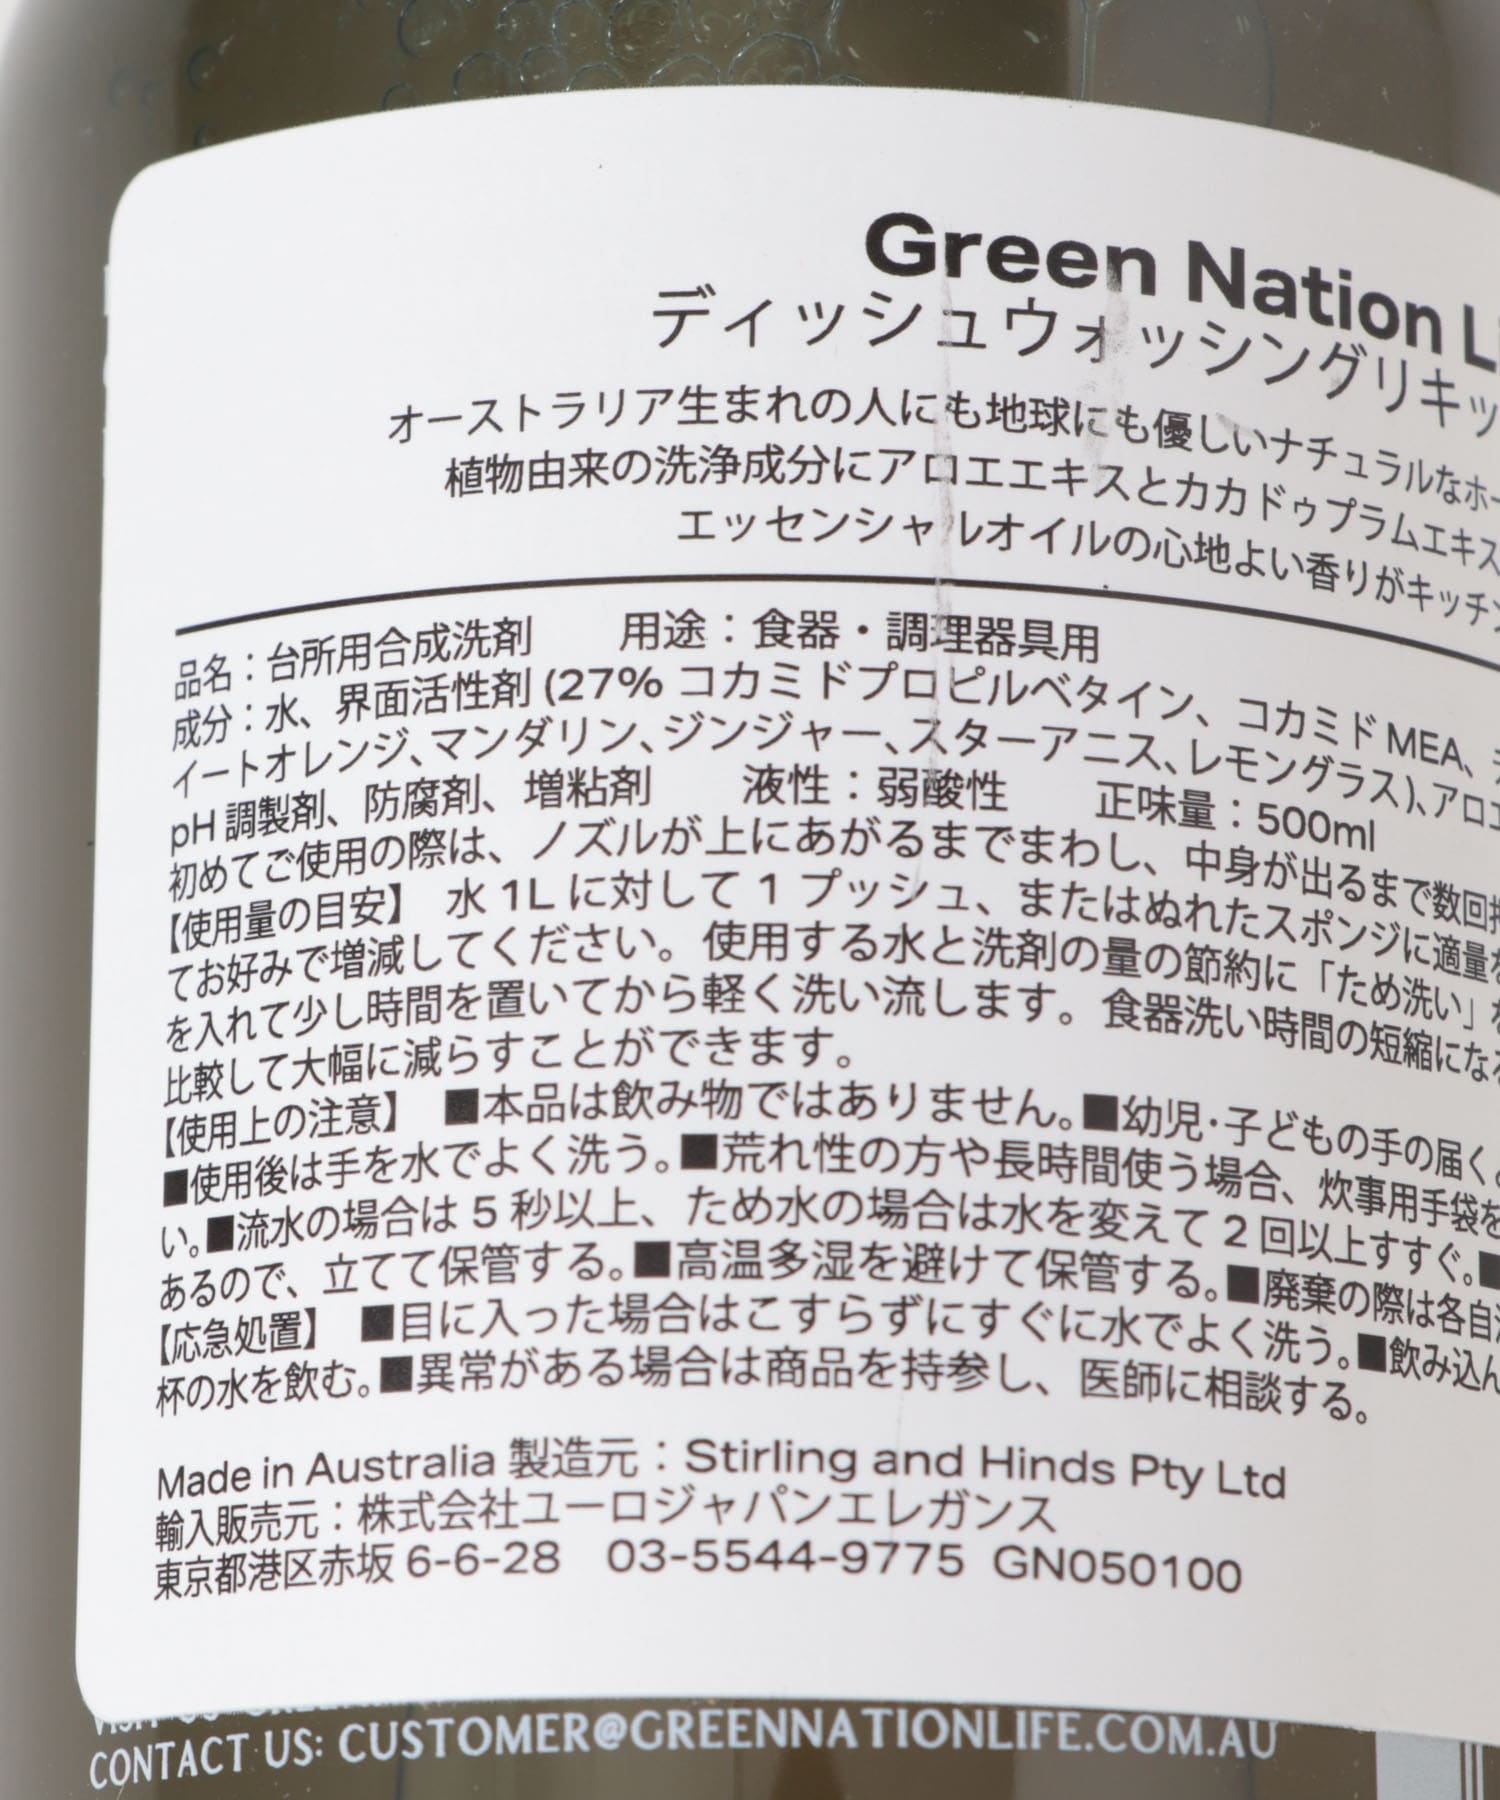 Green Nation
ディッシュウォッシングリキッ
オーストラリア生まれの人にも地球にも優しいナチュラルなホー
植物由来の洗浄成分にアロエエキスとカカドゥプラムエキス
エッセンシャルオイルの心地よい香りがキッチン
品名：台所用合成洗剤　用途：食器・調理器具用
成分：水、界面活性剤 (27% コカミドプロピルベタイン、コカミド MEA、
イートオレンジ、マンダリン、ジンジャー、スターアニス、レモングラス)、アロエ
pH 調製剤、防腐剤、増粘剤　液性：弱酸性　正味量：500ml
初めてご使用の際は、ノズルが上にあがるまでまわし、中身が出るまで数回
【使用量の目安】　水 1L に対して 1 プッシュ、またはぬれたスポンジに適量を
てお好みで増減してください。使用する水と洗剤の量の節約に「ため洗い」を
を入れて少し時間を置いてから軽く洗い流します。食器洗い時間の短縮になる
比較して大幅に減らすことができます。
【使用上の注意】　■本品は飲み物ではありません。■幼児・子どもの手の届く
■使用後は手を水でよく洗う。■荒れ性の方や長時間使う場合、炊事用手袋を
い。■流水の場合は 5 秒以上、ため水の場合は水を変えて 2 回以上すすぐ。■
あるので、立てて保管する。■高温多湿を避けて保管する。■廃棄の際は各自治
【応急処置】　■目に入った場合はこすらずにすぐに水でよく洗う。■飲み込ん
杯の水を飲む。■異常がある場合は商品を持参し、医師に相談する。
Made in Australia 製造元：Stirling and Hinds Pty Ltd
輸入販売元：株式会社ユーロジャパンエレガンス
東京都港区赤坂 6-6-28　03-5544-9775 GN050100
CONTACT US: CUSTOMER@GREENNATIONLIFE.COM.AU